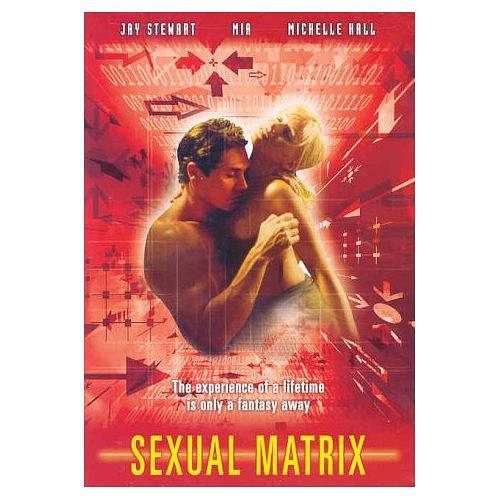 JAY STEWART MIA MICHELLE HALL
The experience of a lifetime
is only a fantasy away
SEXUAL MATRIX